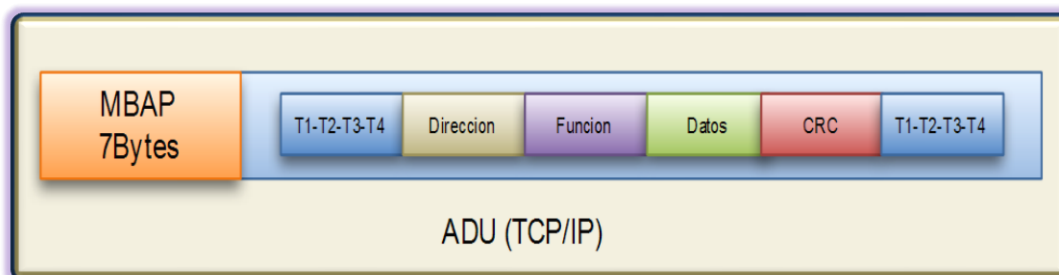 MBAP
7Bytes
T1-T2-T3-T4 Direccion Funcion Datos CRC T1-T2-T3-T4
ADU (TCP/IP)